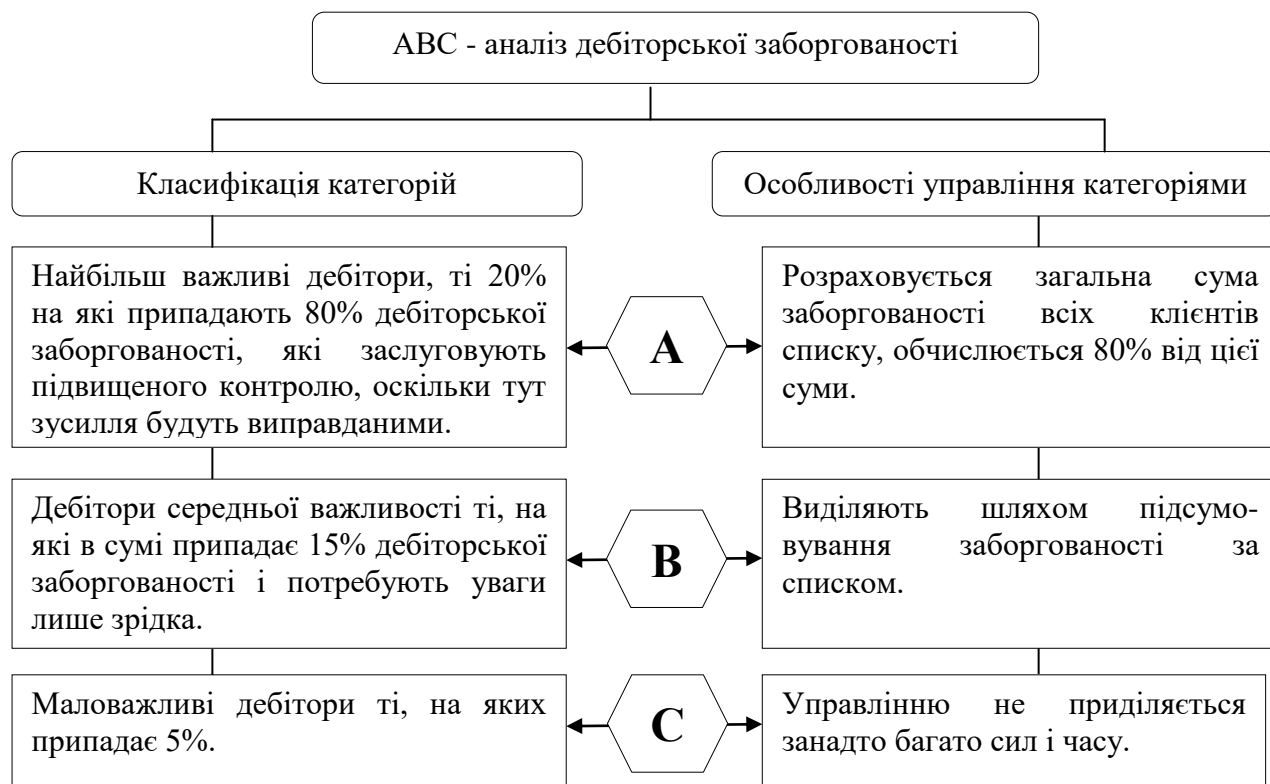 АВС - аналіз дебіторської заборгованості
Класифікація категорій
Особливості управління категоріями
Найбільш важливі дебітори, ті 20%
на які припадають 80% дебіторської
заборгованості, які заслуговують
підвищеного контролю, оскільки тут
зусилля будуть виправданими.
А
Розраховується загальна сума
заборгованості всіх клієнтів
списку, обчислюється 80% від цієї
суми.
Дебітори середньої важливості ті, на
які в сумі припадає 15% дебіторської
заборгованості і потребують уваги
лише зрідка.
В
Виділяють шляхом підсумо-
вування заборгованості за
списком.
Маловажливі дебітори ті, на яких
припадає 5%.
С
Управлінню не приділяється
занадто багато сил і часу.